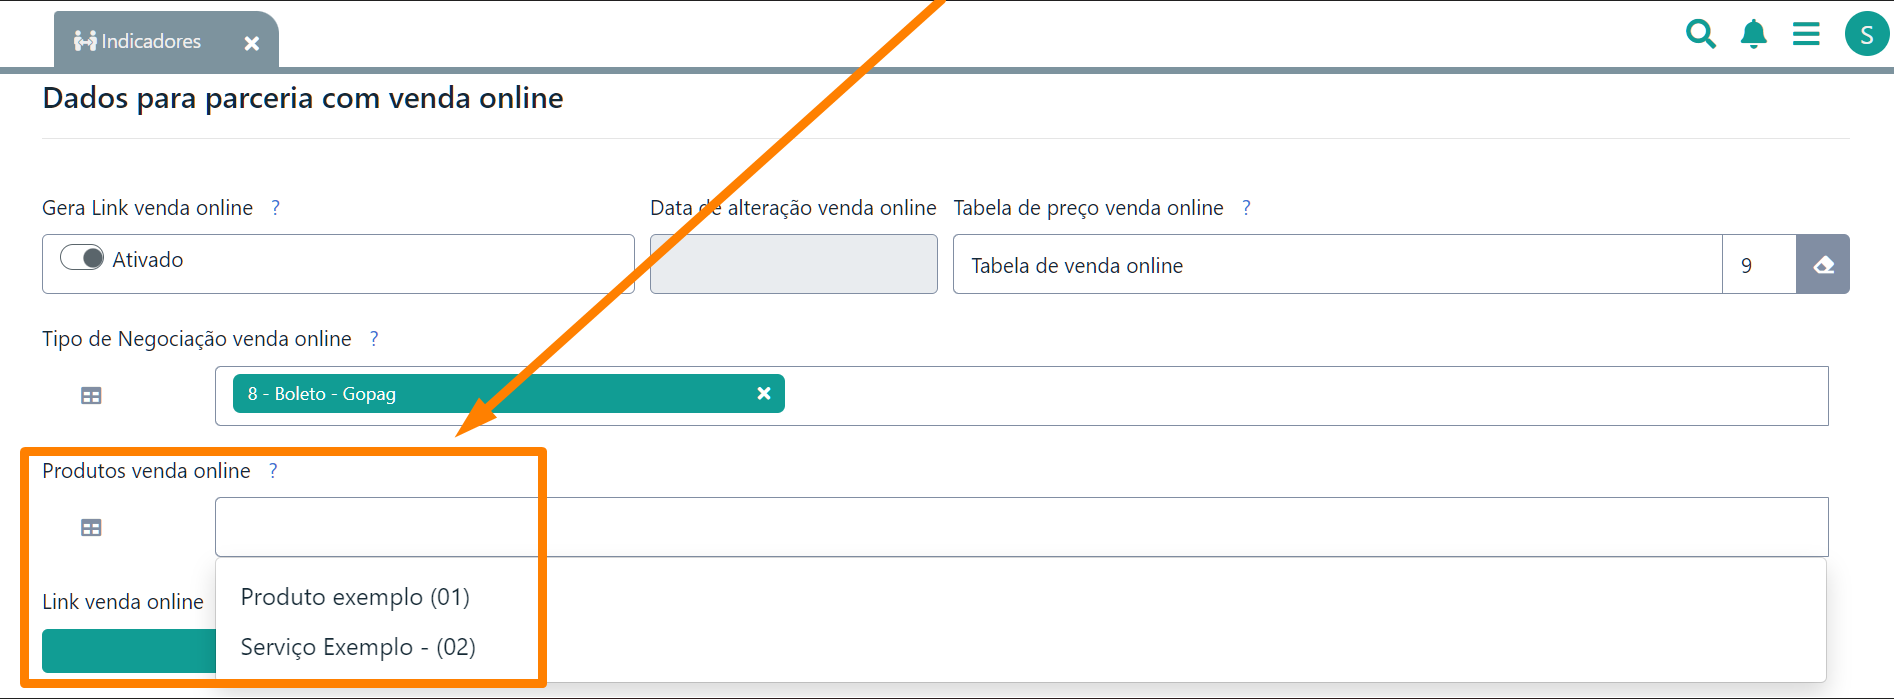 Indicadores
S
Dados para parceria com venda online
Gera Link venda online ?
Data de alteração venda online
Tabela de preço venda online ?
Ativado
Tabela de venda online
9
Tipo de Negociação venda online ?
8 - Boleto - Gopag
Produtos venda online ?
Produto exemplo (01)
Link venda online
Serviço Exemplo - (02)